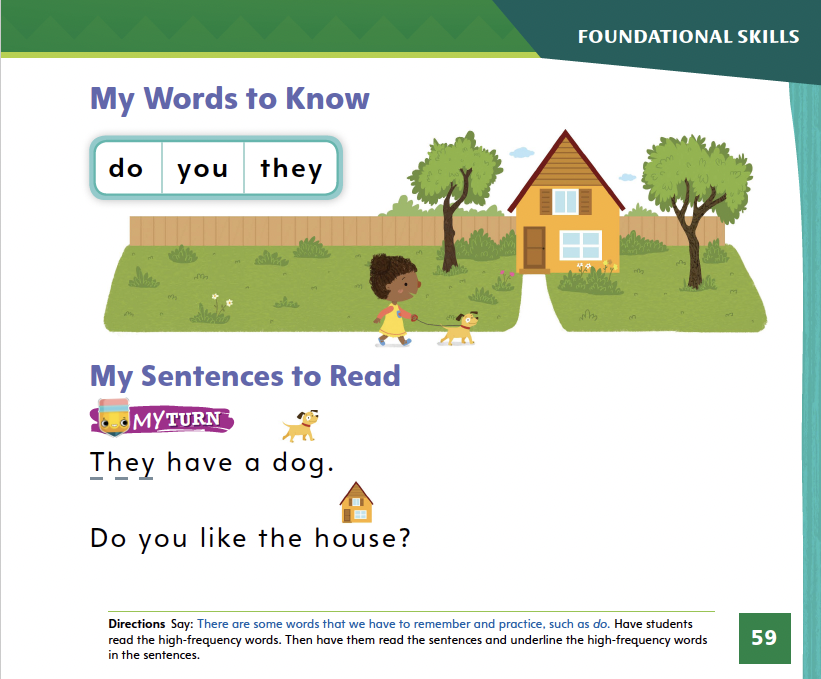 FOUNDATIONAL SKILLS
My Words to Know
do you they
My Sentences to Read
MY TURN
They have a dog.
Do you like the house?
Directions Say: There are some words that we have to remember and practice, such as do. Have students
read the high-frequency words. Then have them read the sentences and underline the high-frequency words
in the sentences.
59